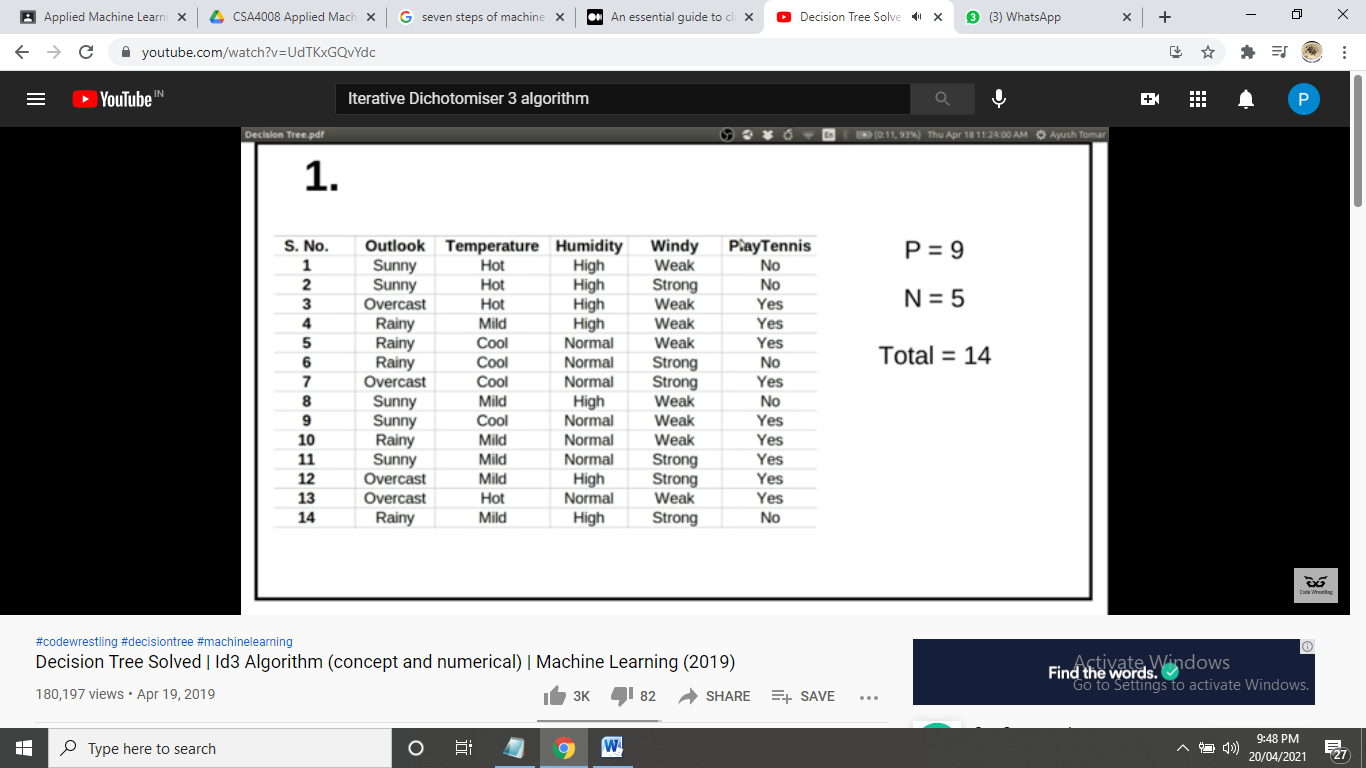 Applied Machine Learni
CSA4008 Applied Mach
seven steps of machine
An essential guide to cl
Decision Tree Solve
(3) WhatsApp
youtube.com/watch?v=UdTKxGQvYdc
YouTube IN
Iterative Dichotomiser 3 algorithm
P
Decision Tree.pdf
En (0:11, 93%) Thu Apr 18 11:24:00 AM Ayush Tomar
1.
S. No. Outlook Temperature Humidity Windy PlayTennis
1 Sunny Hot High Weak No
2 Sunny Hot High Strong No
3 Overcast Hot High Weak Yes
4 Rainy Mild High Weak Yes
5 Rainy Cool Normal Weak Yes
6 Rainy Cool Normal Strong No
7 Overcast Cool Normal Strong Yes
8 Sunny Mild High Weak No
9 Sunny Cool Normal Weak Yes
10 Rainy Mild Normal Weak Yes
11 Sunny Mild Normal Strong Yes
12 Overcast Mild High Strong Yes
13 Overcast Hot Normal Weak Yes
14 Rainy Mild High Strong No
P = 9
N = 5
Total = 14
Code Wrestling
#codewrestling #decisiontree #machinelearning
Decision Tree Solved | Id3 Algorithm (concept and numerical) | Machine Learning (2019)
180,197 views • Apr 19, 2019
3K 82 SHARE SAVE
Find the words.
Activate Windows
Go to Settings to activate Windows.
Type here to search
9:48 PM
20/04/2021
27